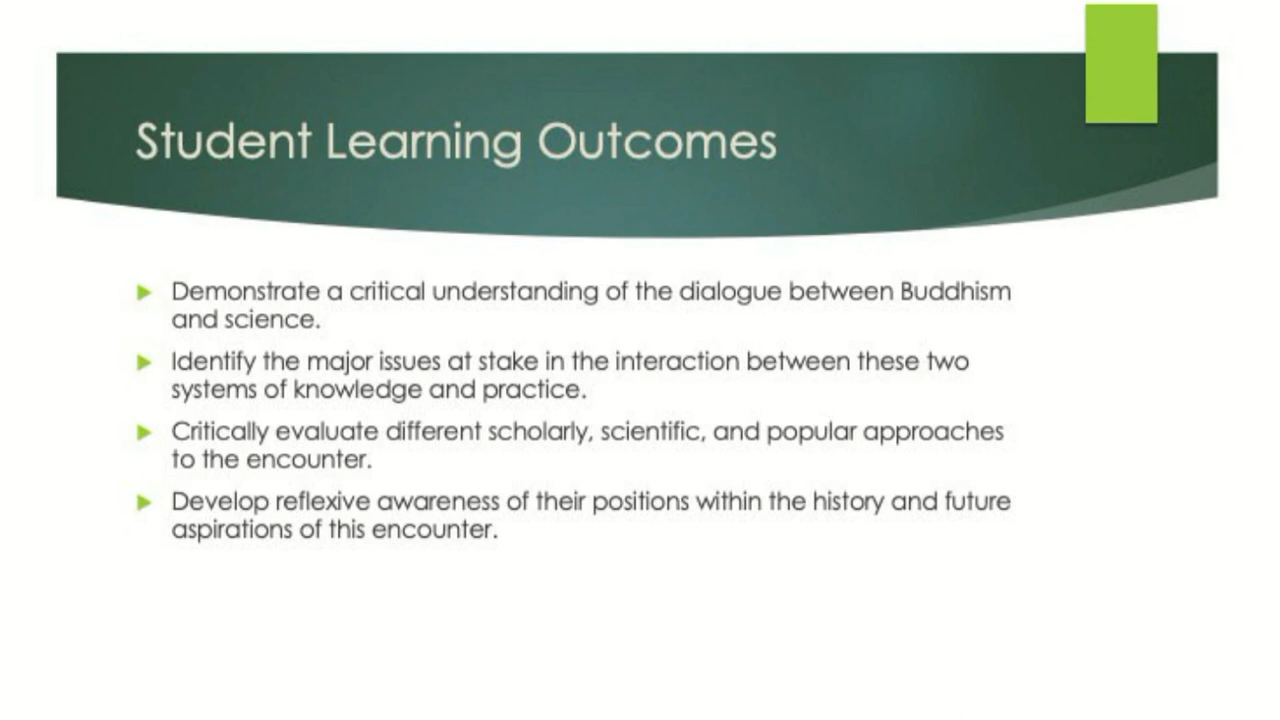 Student Learning Outcomes
Demonstrate a critical understanding of the dialogue between Buddhism
and science.
Identify the major issues at stake in the interaction between these two
systems of knowledge and practice.
Critically evaluate different scholarly, scientific, and popular approaches
to the encounter.
Develop reflexive awareness of their positions within the history and future
aspirations of this encounter.